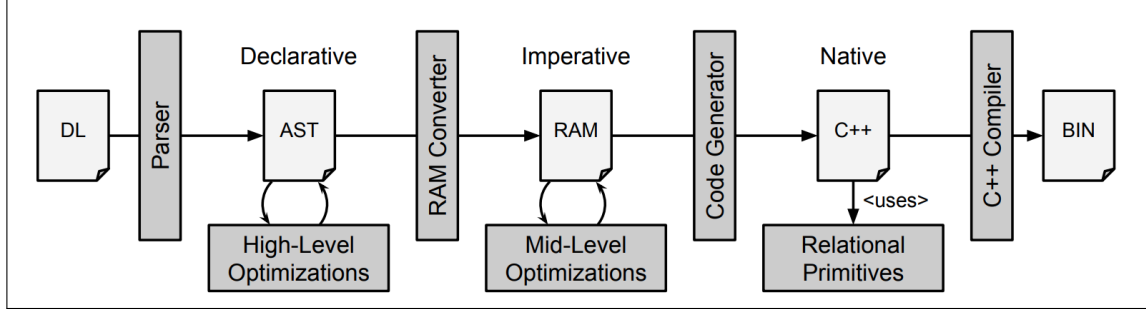 Declarative
Imperative
Native
DL
Parser
AST
RAM Converter
RAM
Code Generator
C++
C++ Compiler
BIN
<uses>
High-Level
Optimizations
Mid-Level
Optimizations
Relational
Primitives